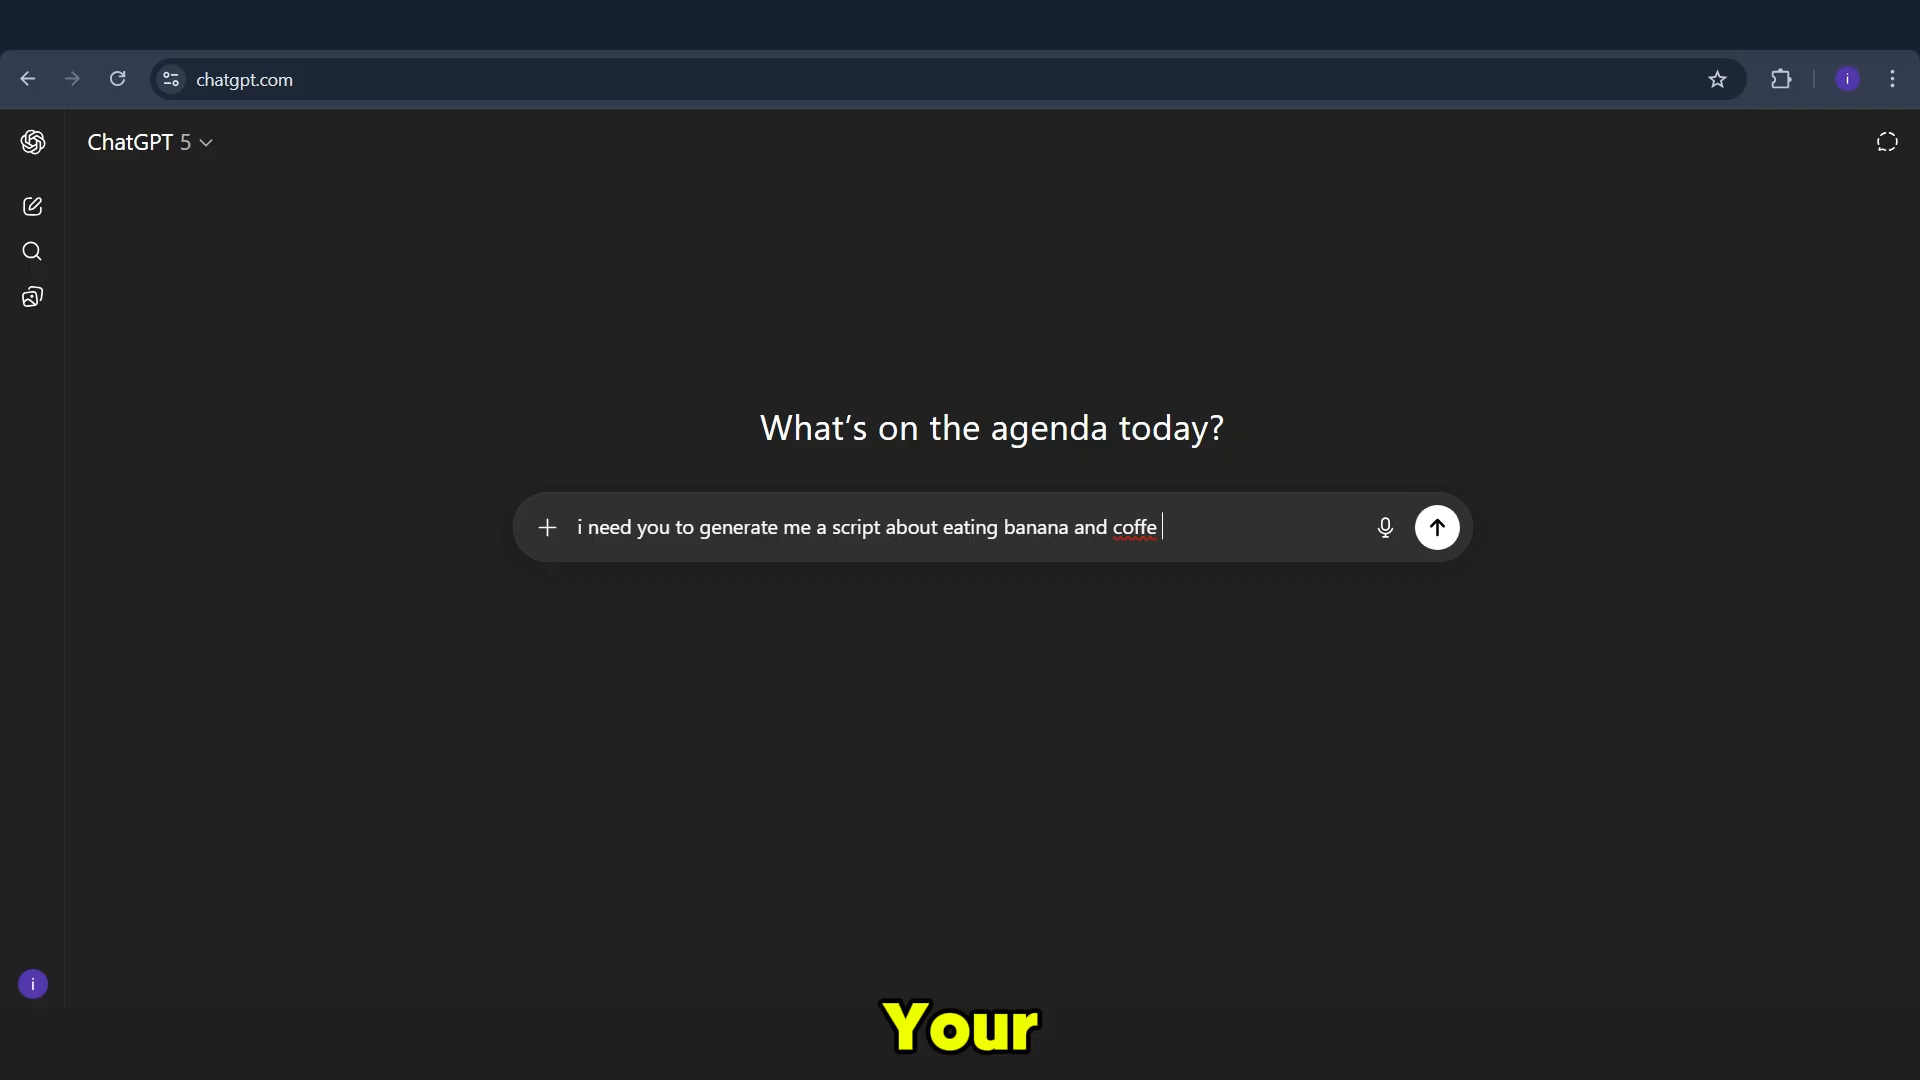 chatgpt.com
i
ChatGPT 5
What's on the agenda today?
i need you to generate me a script about eating banana and coffe
i
Your